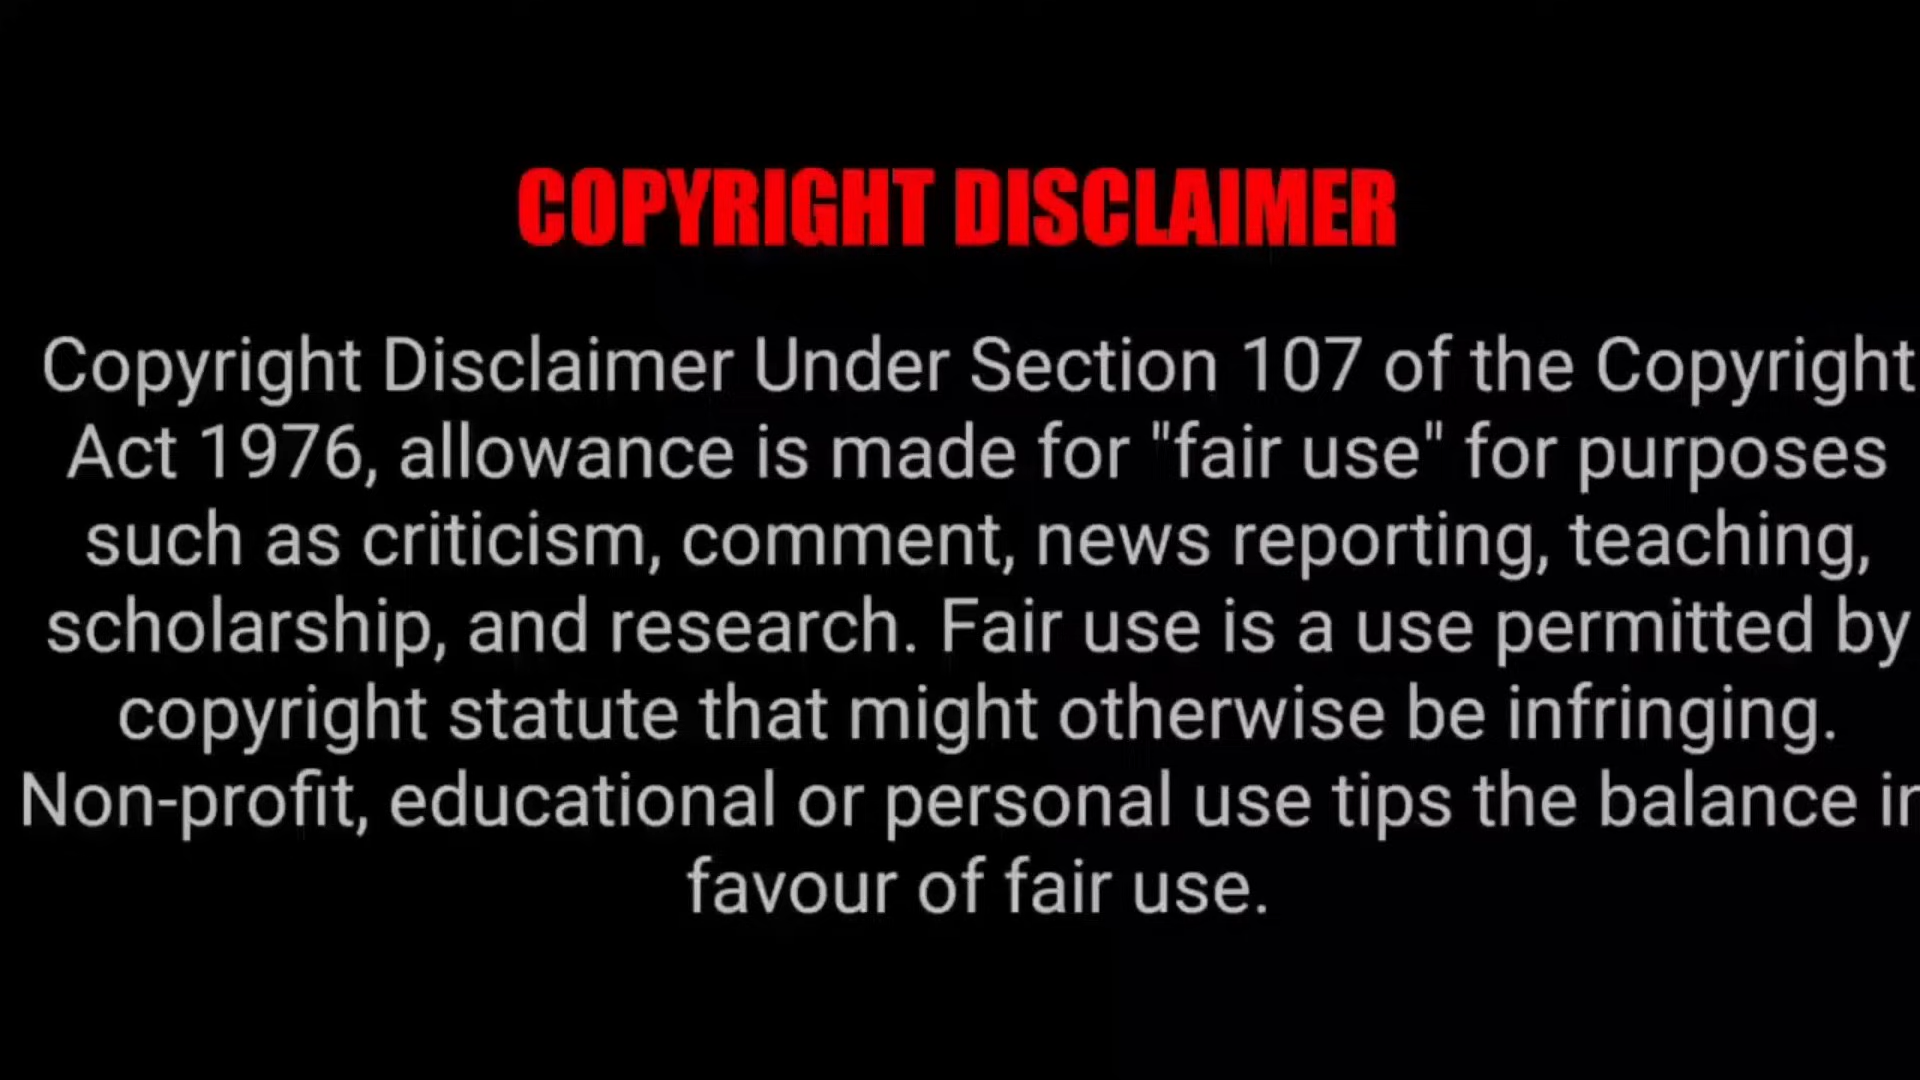 COPYRIGHT DISCLAIMER
Copyright Disclaimer Under Section 107 of the Copyright
Act 1976, allowance is made for "fair use" for purposes
such as criticism, comment, news reporting, teaching,
scholarship, and research. Fair use is a use permitted by
copyright statute that might otherwise be infringing.
Non-profit, educational or personal use tips the balance in
favour of fair use.